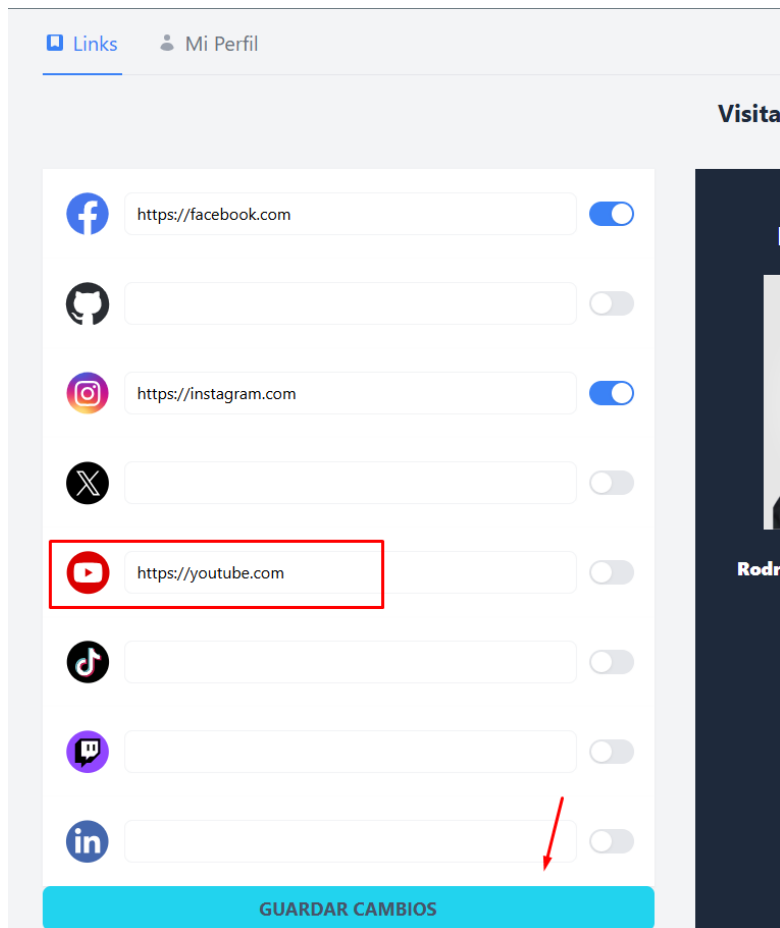 Links
Mi Perfil
Visita
https://facebook.com
https://instagram.com
https://youtube.com
Rodr
GUARDAR CAMBIOS